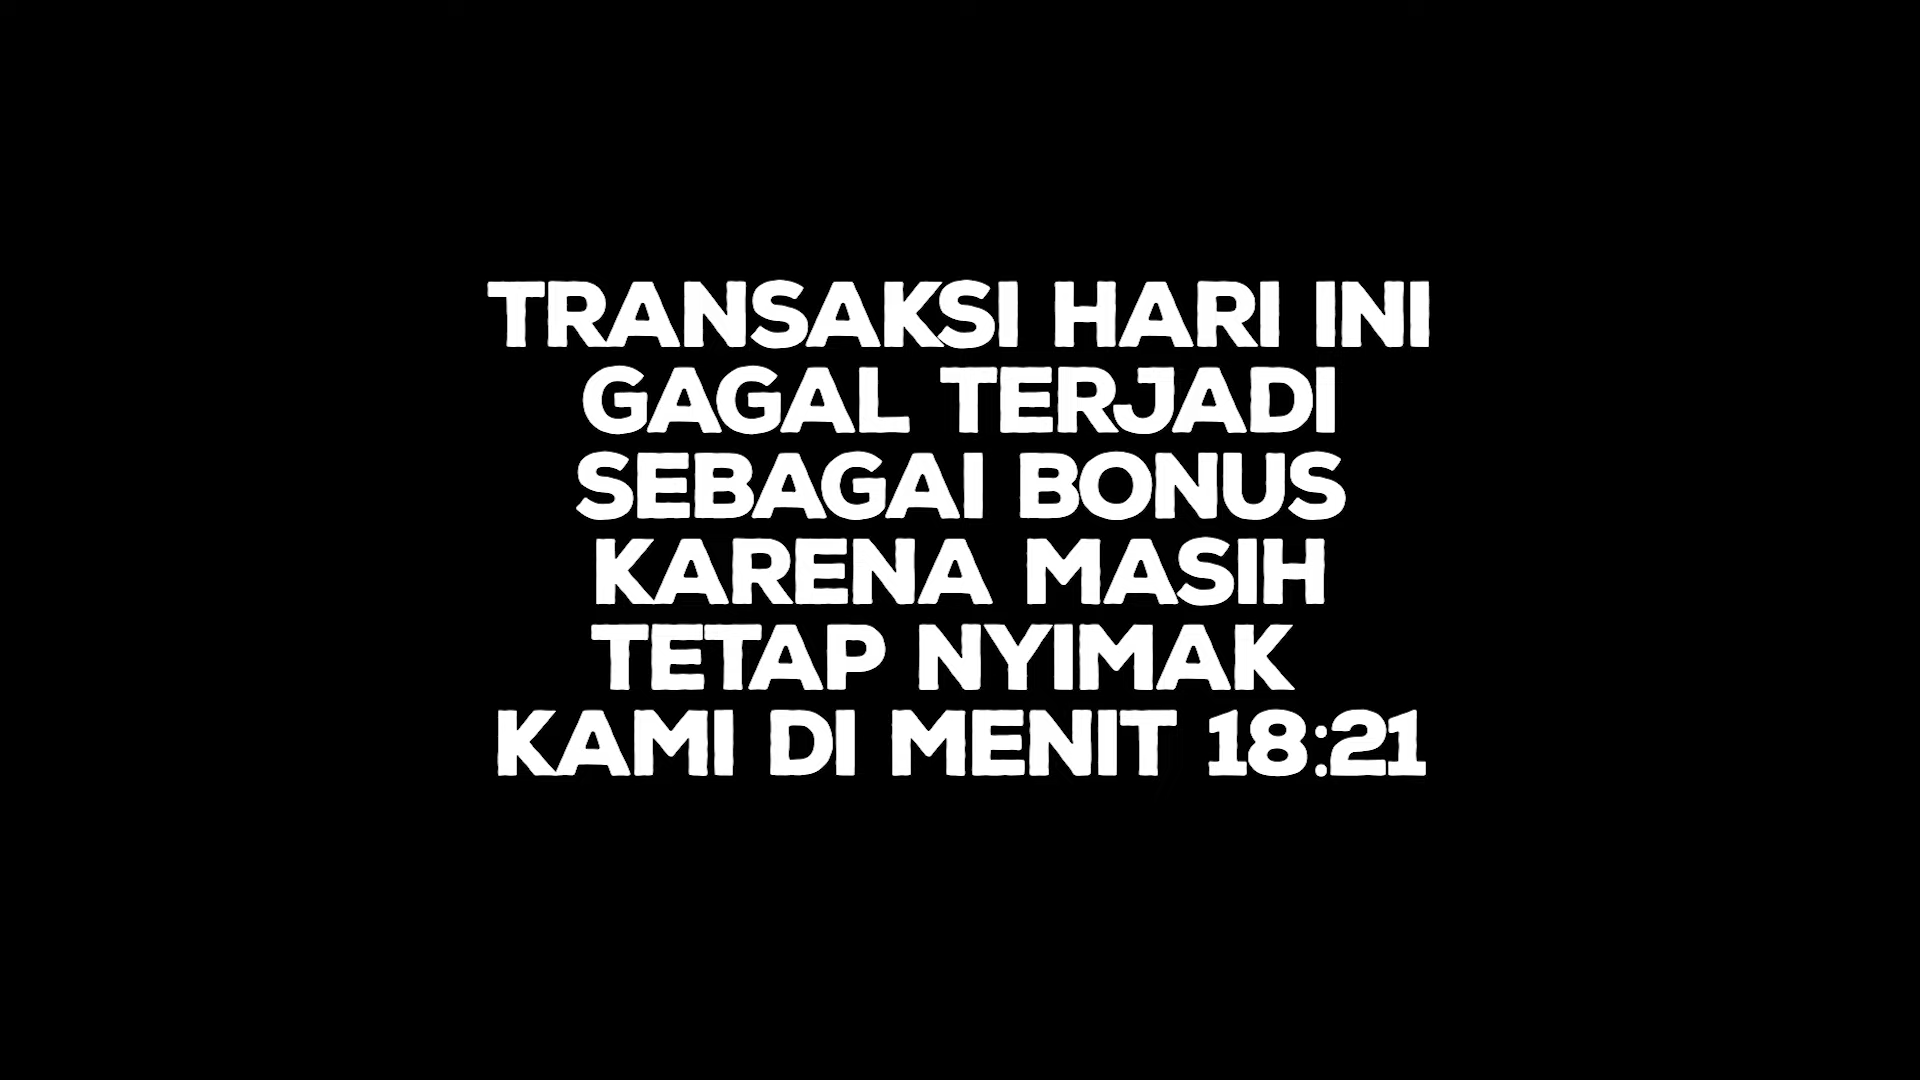 TRANSAKSI HARI INI
GAGAL TERJADI
SEBAGAI BONUS
KARENA MASIH
TETAP NYIMAK
KAMI DI MENIT 18:21